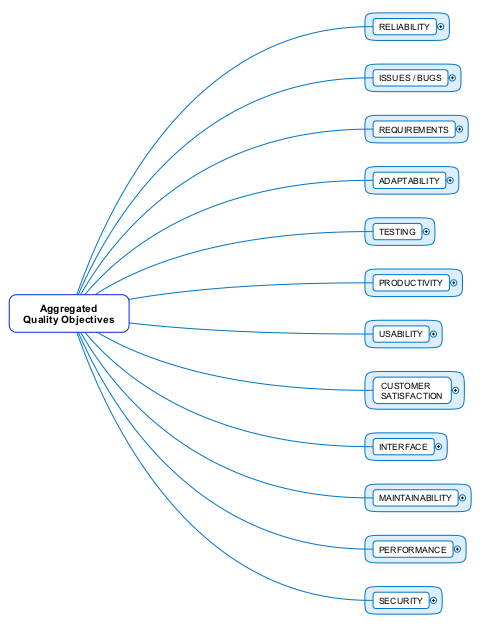 RELIABILITY
ISSUES / BUGS
REQUIREMENTS
ADAPTABILITY
TESTING
PRODUCTIVITY
Aggregated
Quality Objectives
USABILITY
CUSTOMER
SATISFACTION
INTERFACE
MAINTAINABILITY
PERFORMANCE
SECURITY